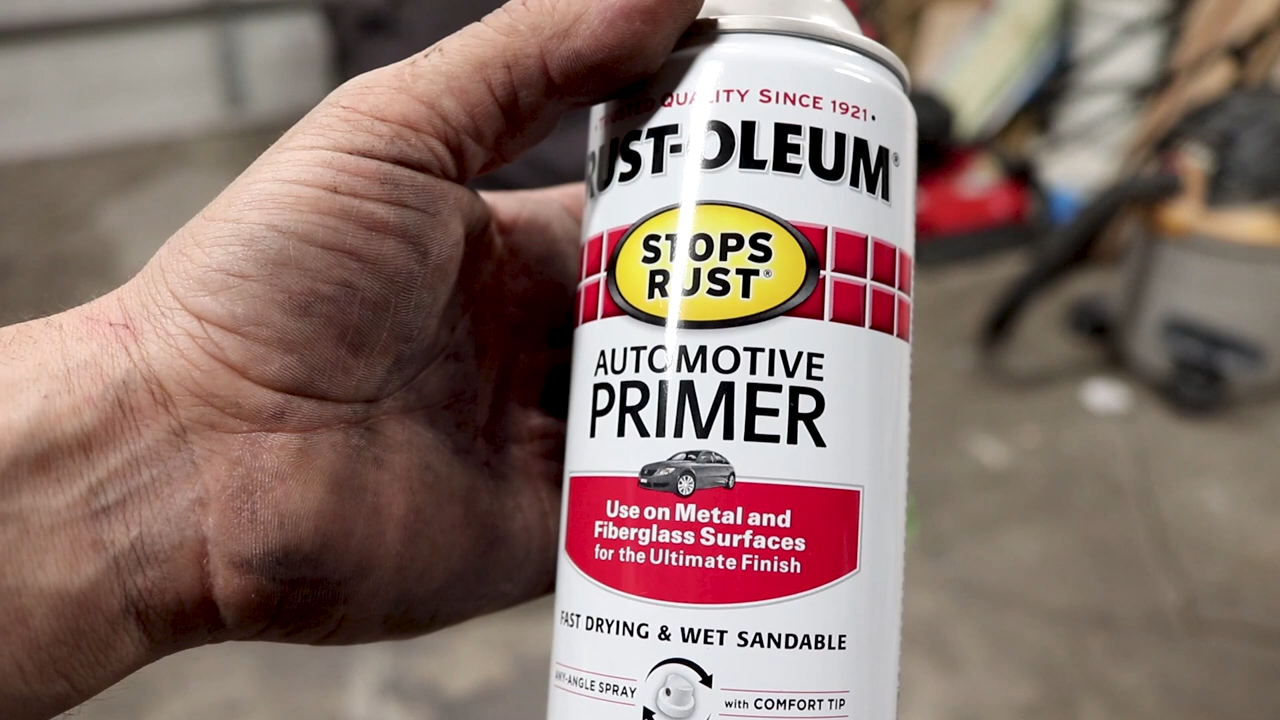 TRUSTED QUALITY SINCE 1921
RUST-OLEUM®
STOPS
RUST®
AUTOMOTIVE
PRIMER
Use on Metal and
Fiberglass Surfaces
for the Ultimate Finish
FAST DRYING & WET SANDABLE
ANY-ANGLE SPRAY with COMFORT TIP